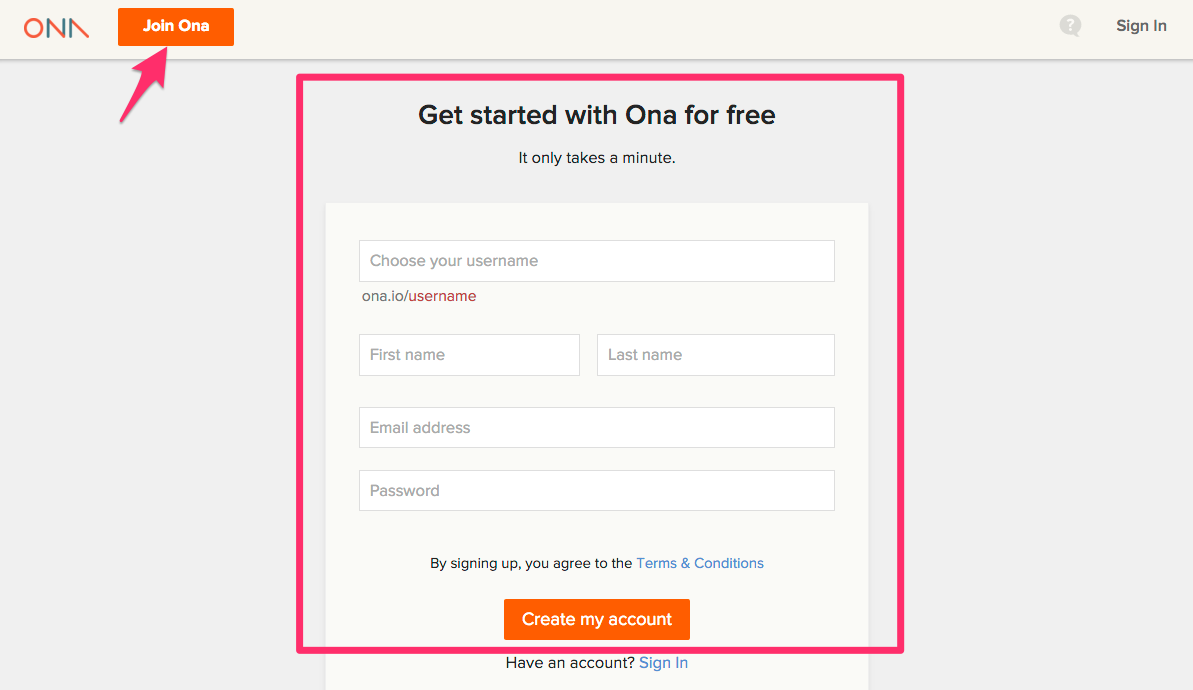 ONA
Join Ona
?
Sign In
Get started with Ona for free
It only takes a minute.
Choose your username
ona.io/username
First name
Last name
Email address
Password
By signing up, you agree to the Terms & Conditions
Create my account
Have an account? Sign In